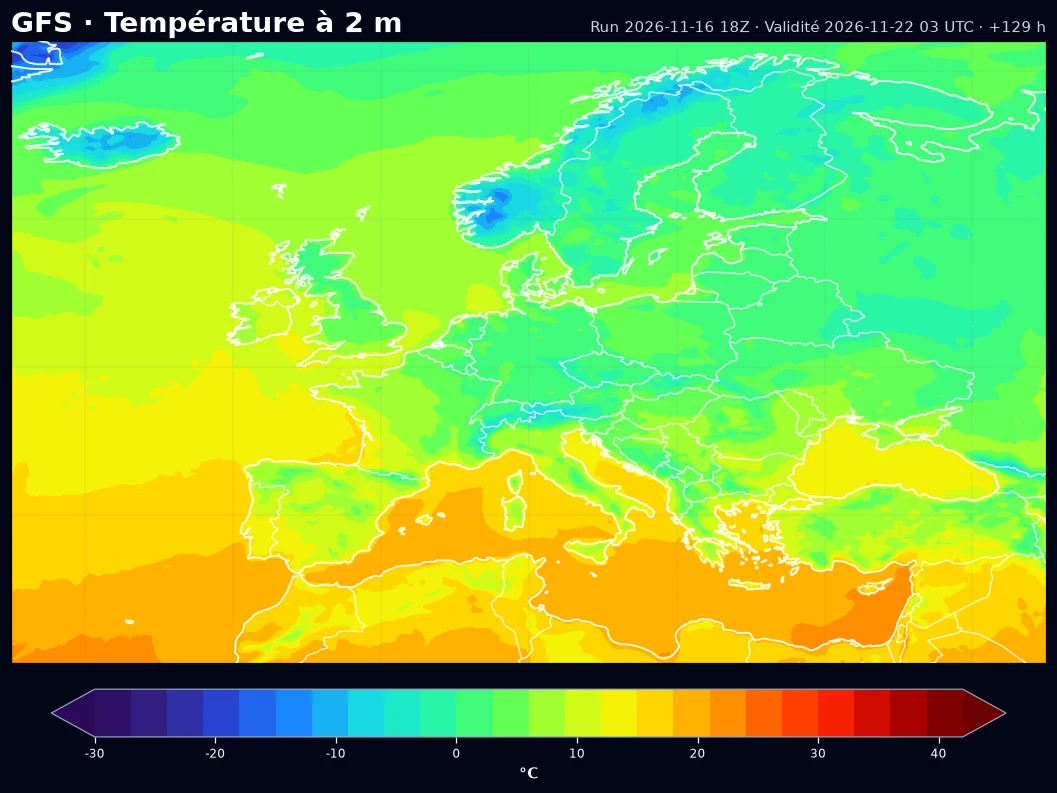 GFS · Température à 2 m
Run 2026-11-16 18Z · Validité 2026-11-22 03 UTC · +129 h
-30 -20 -10 0 10 20 30 40
°C